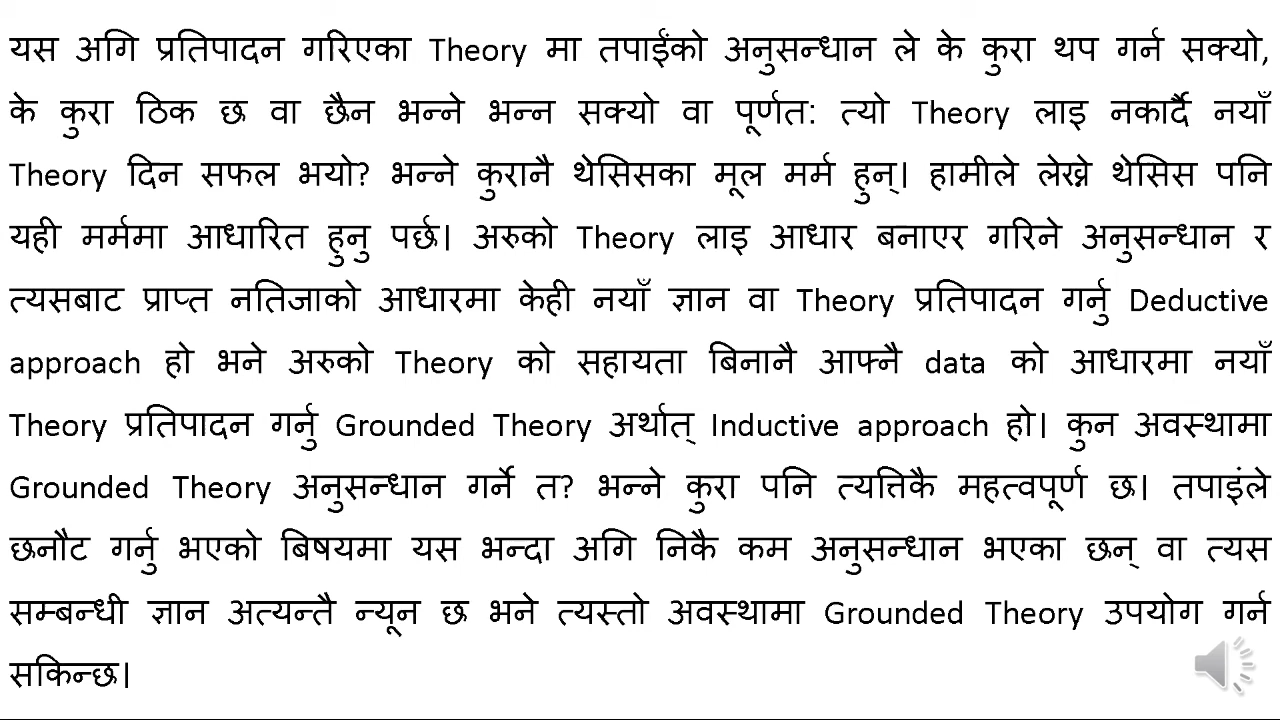 यस अगि प्रतिपादन गरिएका Theory मा तपाईंको अनुसन्धान ले के कुरा थप गर्न सक्यो,
के कुरा ठिक छ वा छैन भन्ने भन्न सक्यो वा पूर्णत: त्यो Theory लाइ नकार्दै नयाँ
Theory दिन सफल भयो? भन्ने कुरानै थेसिसका मूल मर्म हुन्। हामीले लेख्ने थेसिस पनि
यही मर्ममा आधारित हुनु पर्छ। अरुको Theory लाइ आधार बनाएर गरिने अनुसन्धान र
त्यसबाट प्राप्त नतिजाको आधारमा केही नयाँ ज्ञान वा Theory प्रतिपादन गर्नु Deductive
approach हो भने अरुको Theory को सहायता बिनानै आफ्नै data को आधारमा नयाँ
Theory प्रतिपादन गर्नु Grounded Theory अर्थात् Inductive approach हो। कुन अवस्थामा
Grounded Theory अनुसन्धान गर्ने त? भन्ने कुरा पनि त्यत्तिकै महत्वपूर्ण छ। तपाइंले
छनौट गर्नु भएको बिषयमा यस भन्दा अगि निकै कम अनुसन्धान भएका छन् वा त्यस
सम्बन्धी ज्ञान अत्यन्तै न्यून छ भने त्यस्तो अवस्थामा Grounded Theory उपयोग गर्न
सकिन्छ।